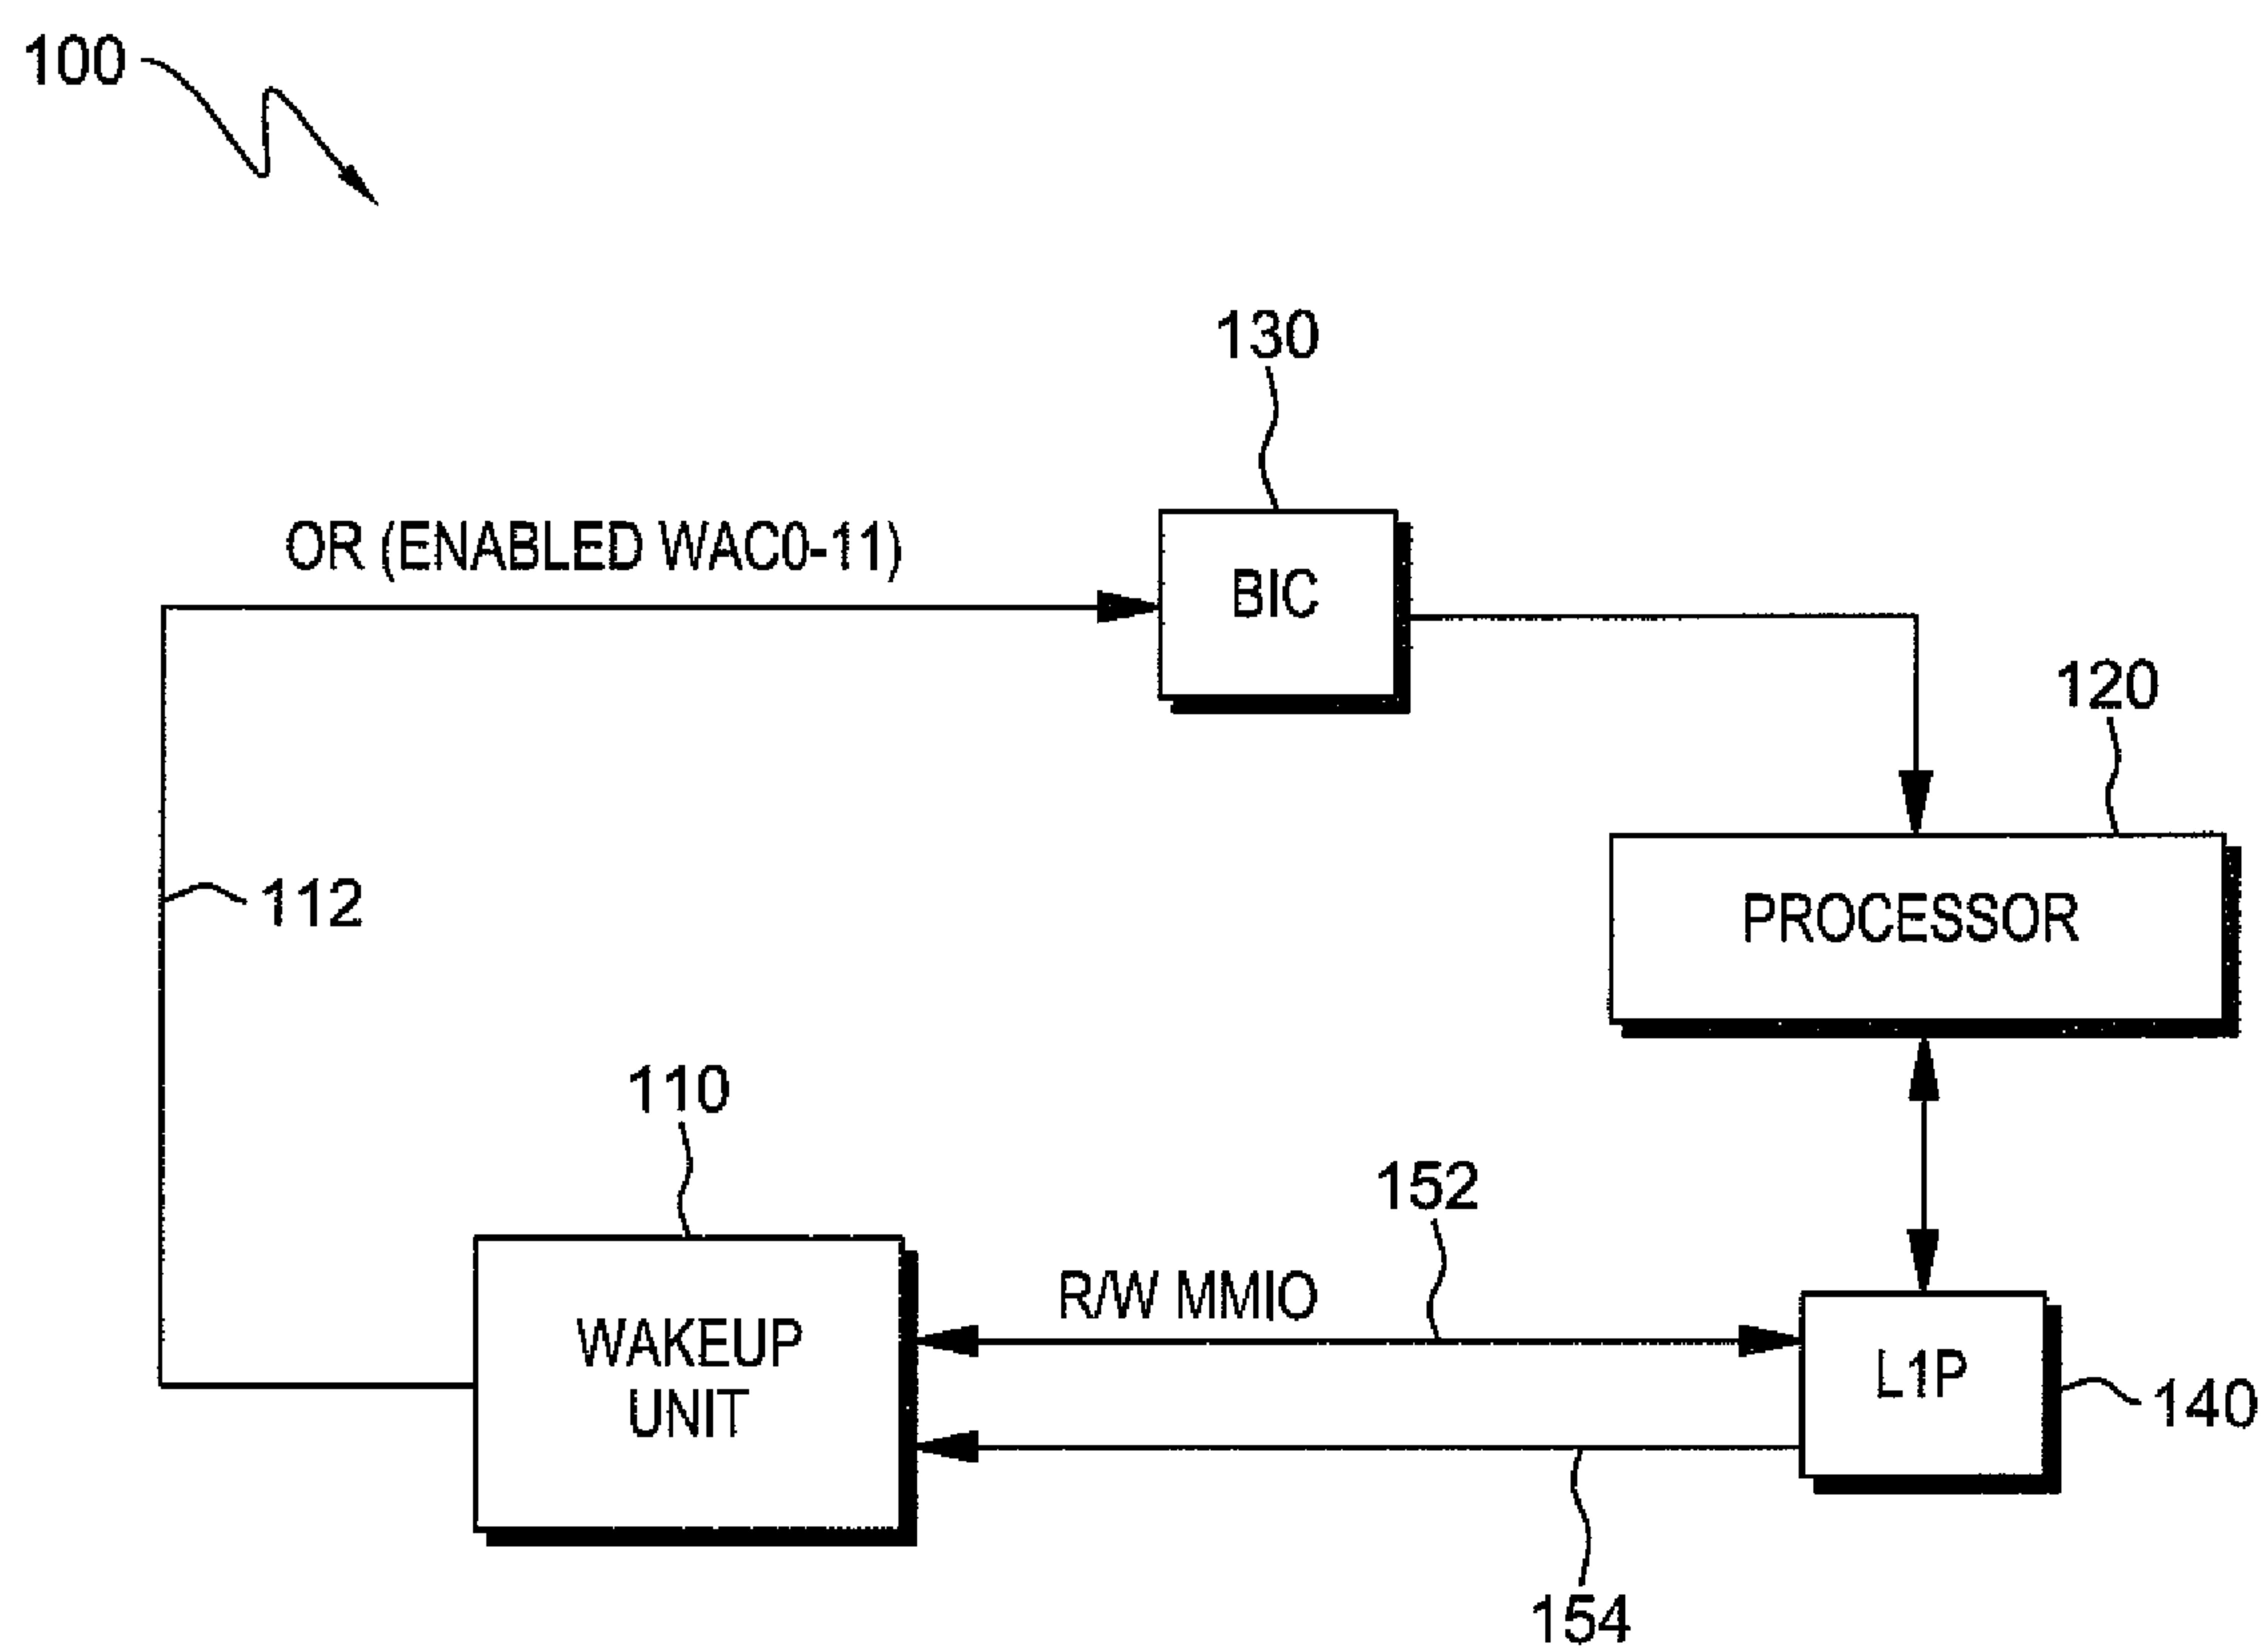 100
130
OR (ENABLED WAC0-11)
BIC
120
112
PROCESSOR
110
152
R/W MMIO
WAKEUP
UNIT
L1P
140
154